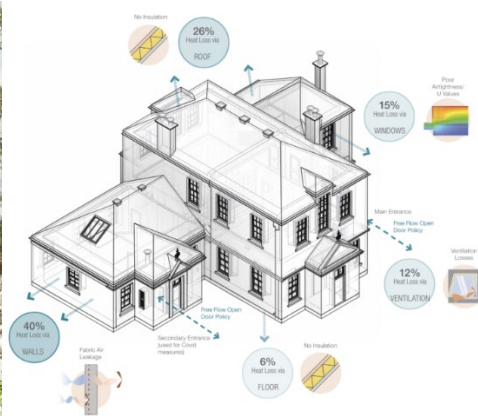 No Insulation
26%
Heat Loss via
ROOF
Poor
Airtightness/
U Values
15%
Heat Loss via
WINDOWS
Main Entrance
Free Flow Open
Door Policy
Ventilation
Losses
12%
Heat Loss via
VENTILATION
40%
Heat Loss via
WALLS
Free Flow Open
Door Policy
Secondary Entrance
(used for Covid
measures)
Fabric Air
Leakage
6%
Heat Loss via
FLOOR
No Insulation